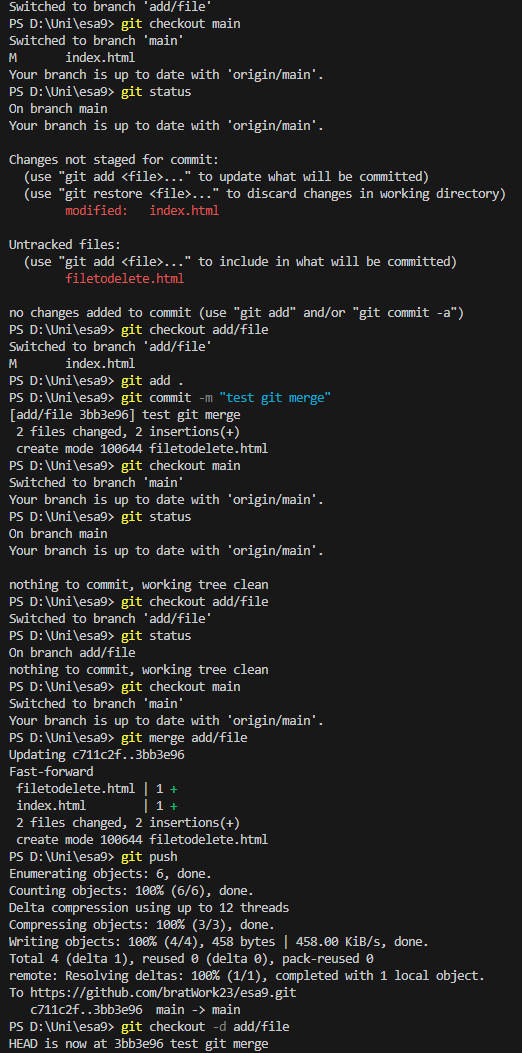 Switched to branch 'add/file'
PS D:\Uni\esa9> git checkout main
Switched to branch 'main'
M       index.html
Your branch is up to date with 'origin/main'.
PS D:\Uni\esa9> git status
On branch main
Your branch is up to date with 'origin/main'.

Changes not staged for commit:
  (use "git add <file>..." to update what will be committed)
  (use "git restore <file>..." to discard changes in working directory)
        modified:   index.html

Untracked files:
  (use "git add <file>..." to include in what will be committed)
        filetodelete.html

no changes added to commit (use "git add" and/or "git commit -a")
PS D:\Uni\esa9> git checkout add/file
Switched to branch 'add/file'
M       index.html
PS D:\Uni\esa9> git add .
PS D:\Uni\esa9> git commit -m "test git merge"
[add/file 3bb3e96] test git merge
 2 files changed, 2 insertions(+)
 create mode 100644 filetodelete.html
PS D:\Uni\esa9> git checkout main
Switched to branch 'main'
Your branch is up to date with 'origin/main'.
PS D:\Uni\esa9> git status
On branch main
Your branch is up to date with 'origin/main'.

nothing to commit, working tree clean
PS D:\Uni\esa9> git checkout add/file
Switched to branch 'add/file'
PS D:\Uni\esa9> git status
On branch add/file
nothing to commit, working tree clean
PS D:\Uni\esa9> git checkout main
Switched to branch 'main'
Your branch is up to date with 'origin/main'.
PS D:\Uni\esa9> git merge add/file
Updating c711c2f..3bb3e96
Fast-forward
 filetodelete.html | 1 +
 index.html        | 1 +
 2 files changed, 2 insertions(+)
 create mode 100644 filetodelete.html
PS D:\Uni\esa9> git push
Enumerating objects: 6, done.
Counting objects: 100% (6/6), done.
Delta compression using up to 12 threads
Compressing objects: 100% (3/3), done.
Writing objects: 100% (4/4), 458 bytes | 458.00 KiB/s, done.
Total 4 (delta 1), reused 0 (delta 0), pack-reused 0
remote: Resolving deltas: 100% (1/1), completed with 1 local object.
To https://github.com/bratWork23/esa9.git
   c711c2f..3bb3e96  main -> main
PS D:\Uni\esa9> git checkout -d add/file
HEAD is now at 3bb3e96 test git merge